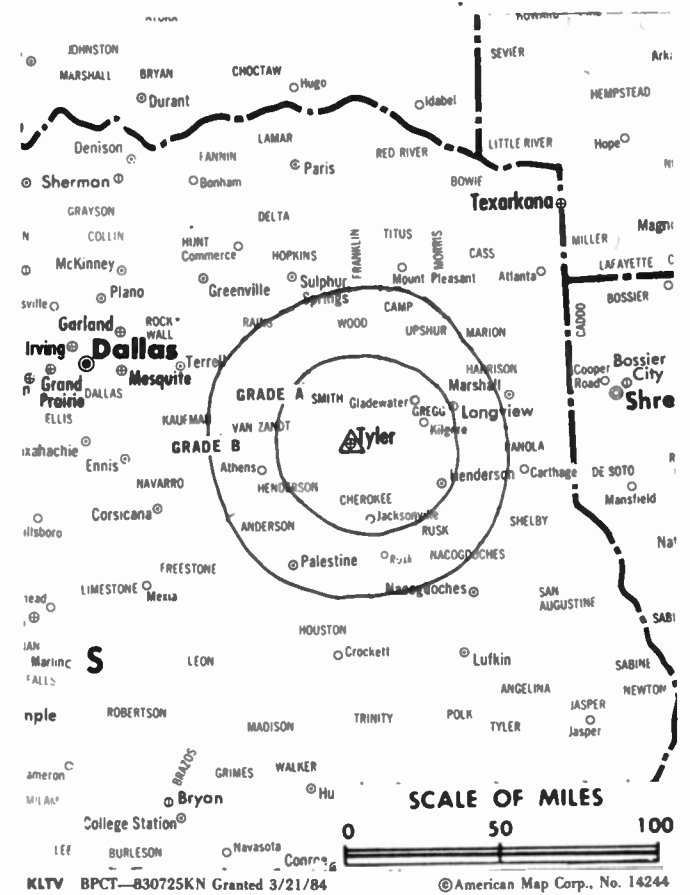 HOWARD
JOHNSTON
SEVIER
MARSHALL BRYAN CHOCTAW
Hugo
HEMPSTEAD
Durant
Idabel
LAMAR
LITTLE RIVER
Hope
Denison
FANNIN
RED RIVER
Paris
Sherman
Bonham
BOWIE
GRAYSON
Texarkana
DELTA
COLLIN
HUNT
TITUS
MORRIS
FRANKLIN
MILLER
Commerce
HOPKINS
CASS
LAFAYETTE
McKinney
Sulphur
Springs
Mount Pleasant
Atlanta
Plano
Greenville
BOSSIER
CAMP
Garland
ROCK
WALL
RAINS
WOOD
UPSHUR
MARION
CADDO
Irving
Dallas
Terrell
HARRISON
Bossier
City
Cooper
Road
Grand
Prairie
DALLAS
Mesquite
GRADE A
SMITH
Marshall
Gladewater
GREGG
Longview
Shre
ELLIS
KAUFMAN
VAN ZANDT
Kilgore
GRADE B
Tyler
PANOLA
Ennis
Athens
Henderson
Carthage
DE SOTO
NAVARRO
HENDERSON
Mansfield
CHEROKEE
Corsicana
Jacksonville
ANDERSON
RUSK
SHELBY
Palestine
Rusk
NACOGDOCHES
FREESTONE
LIMESTONE
Mexia
Nacogdoches
SAN
AUGUSTINE
HOUSTON
S
LEON
Crockett
Lufkin
SABINE
FALLS
ANGELINA
NEWTON
ROBERTSON
MADISON
TRINITY
POLK
TYLER
JASPER
Jasper
BRAZOS
GRIMES
WALKER
Hu
Bryan
SCALE OF MILES
College Station
0 50 100
LEE
BURLESON
Navasota
KLTV BPCT—830725KN Granted 3/21/84
©American Map Corp., No. 14244